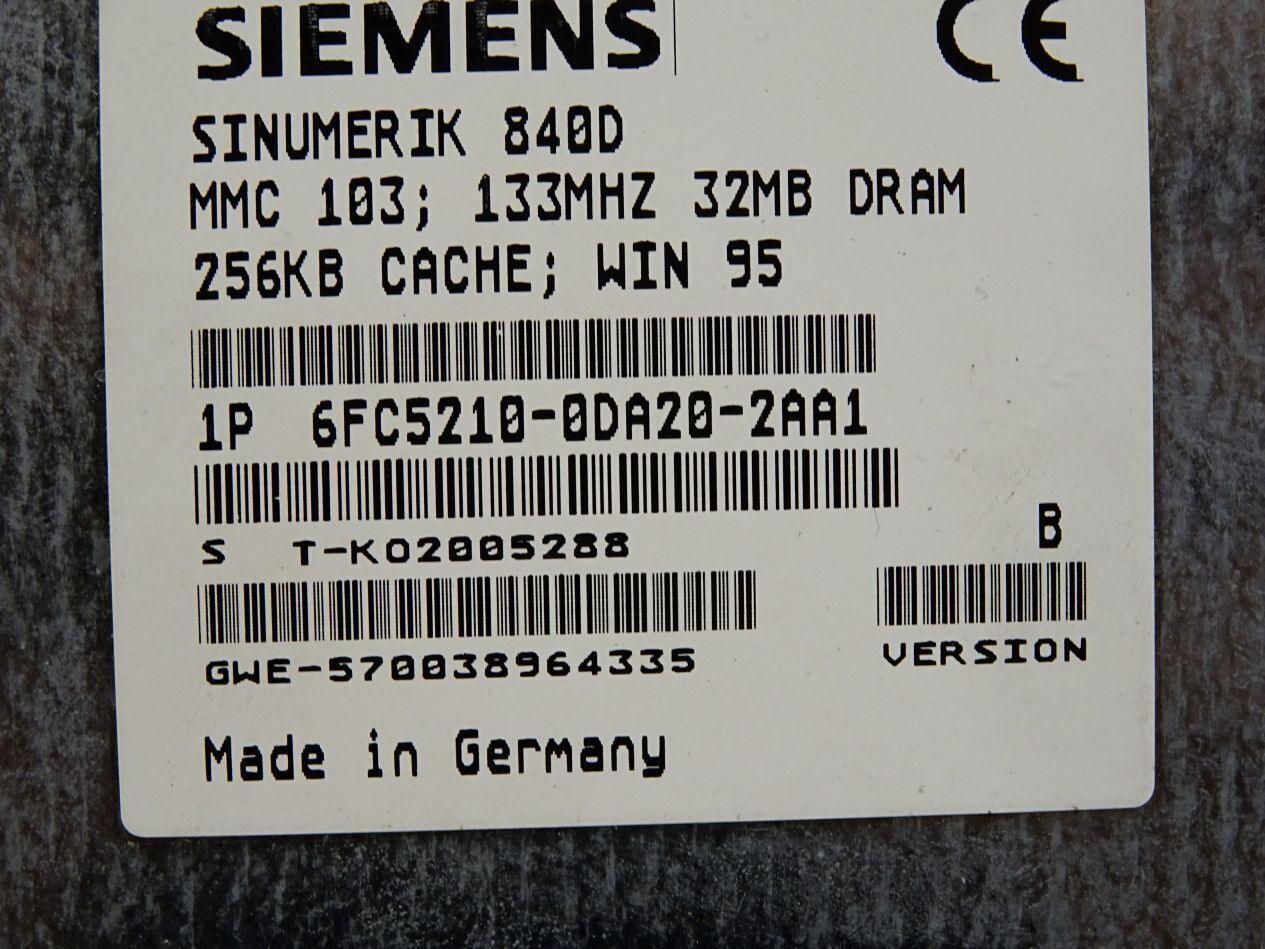 SIEMENS
CE
SINUMERIK 840D
MMC 103; 133MHZ 32MB DRAM
256KB CACHE; WIN 95
1P 6FC5210-0DA20-2AA1
S T-KO2005288
B
GWE-570038964335
VERSION
Made in Germany